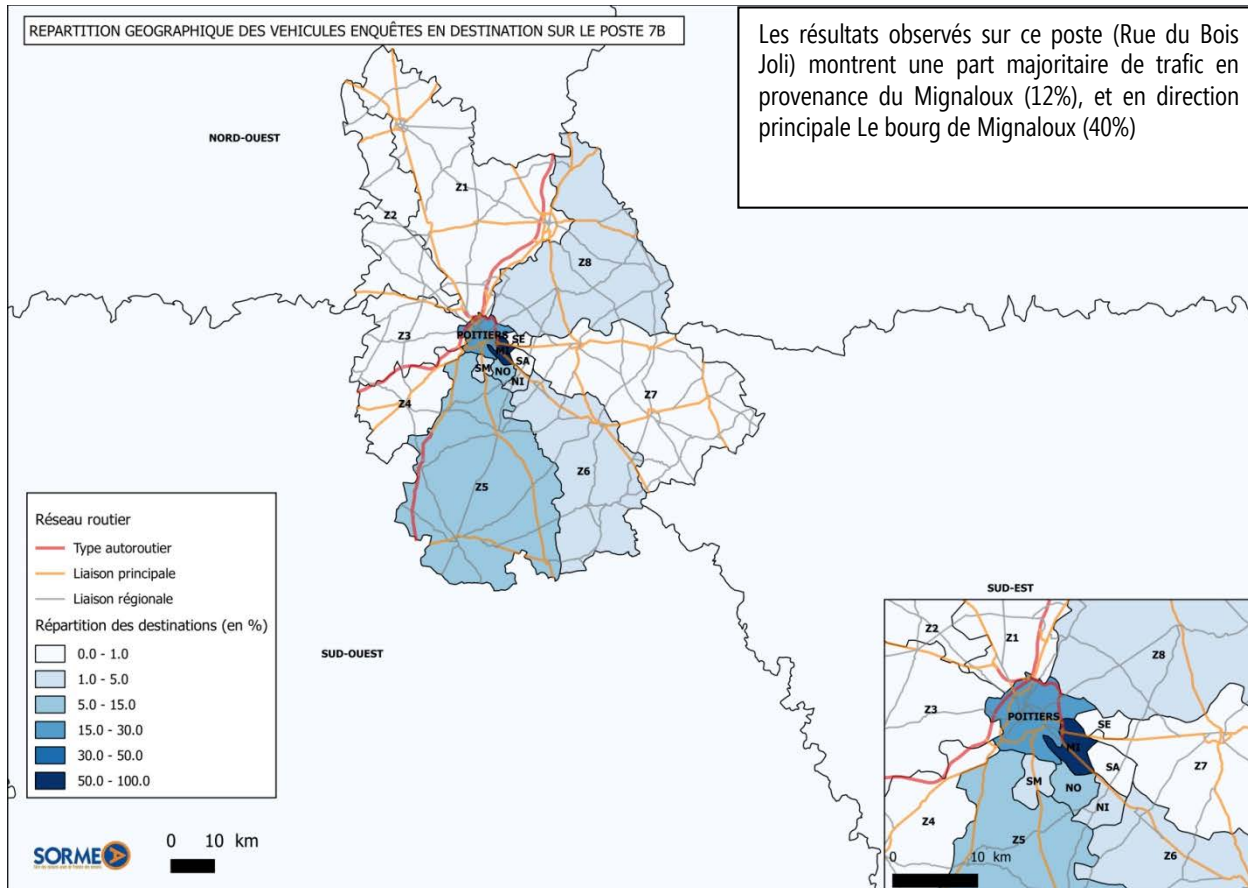 REPARTITION GEOGRAPHIQUE DES VEHICULES ENQUÊTES EN DESTINATION SUR LE POSTE 7B
Les résultats observés sur ce poste (Rue du Bois
Joli) montrent une part majoritaire de trafic en
provenance du Mignaloux (12%), et en direction
principale Le bourg de Mignaloux (40%)
NORD-OUEST
Z1
Z2
Z8
Z3
POITIERS
SE
MI
SA
SM
NO
NI
Z4
Z7
Z6
Z5
Réseau routier
Type autoroutier
Liaison principale
Liaison régionale
Répartition des destinations (en %)
0.0 - 1.0
1.0 - 5.0
5.0 - 15.0
15.0 - 30.0
30.0 - 50.0
50.0 - 100.0
SUD-OUEST
SUD-EST
Z2
Z1
Z8
Z3
POITIERS
SE
MI
SA
Z7
SM
NO
NI
Z4
Z5
Z6
0 10 km
SORMEA
0 10 km